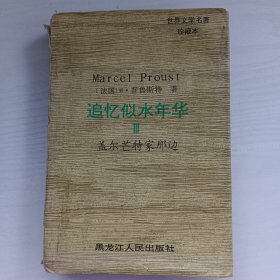 世界文学名著
珍藏本
Marcel Proust
〔法国〕M·普鲁斯特 著
追忆似水年华
Ⅲ
盖尔芒特家那边
黑龙江人民出版社